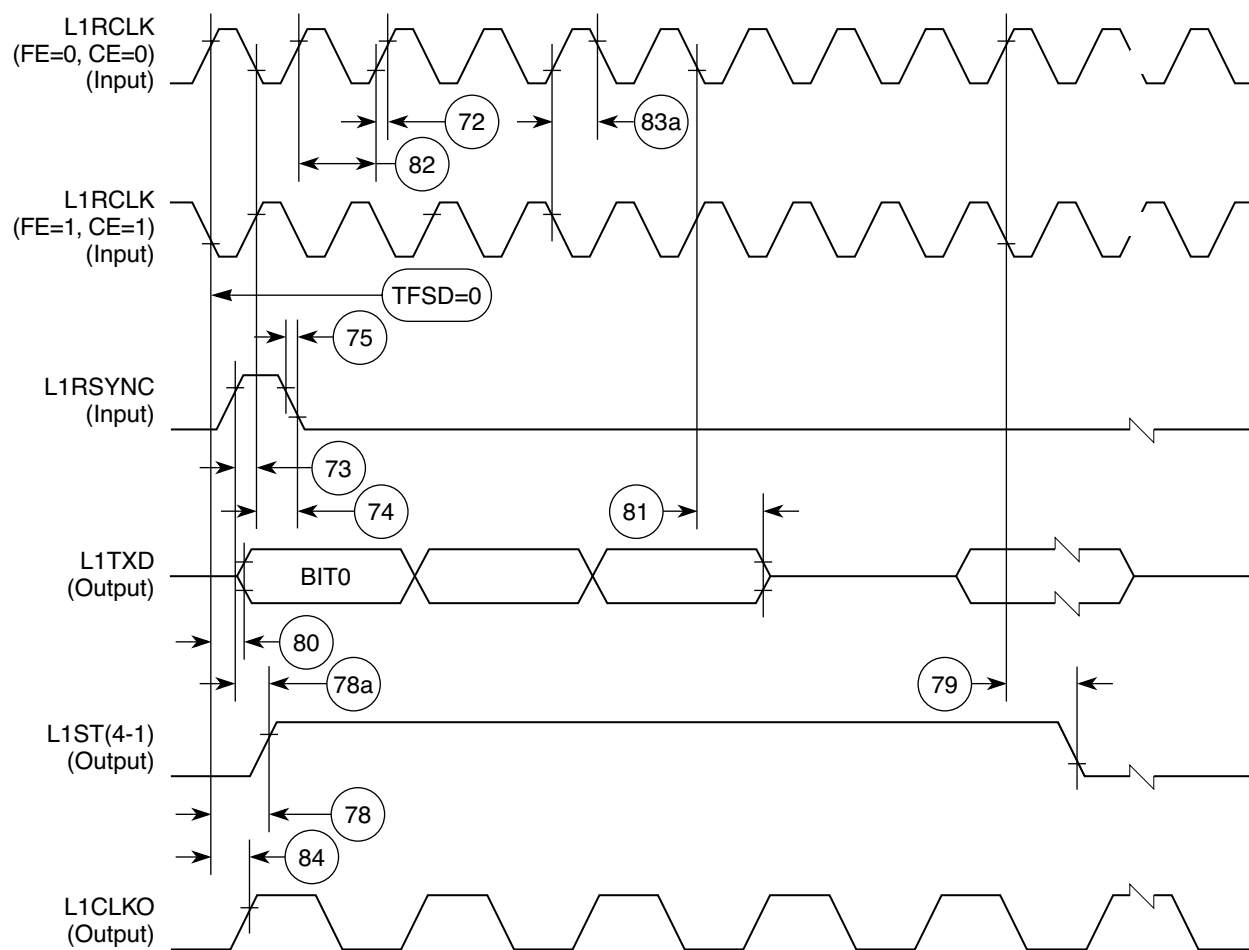 L1RCLK
(FE=0, CE=0)
(Input)
72
83a
82
L1RCLK
(FE=1, CE=1)
(Input)
TFSD=0
75
L1RSYNC
(Input)
73
74
81
L1TXD
(Output)
BIT0
80
78a
79
L1ST(4-1)
(Output)
78
84
L1CLKO
(Output)